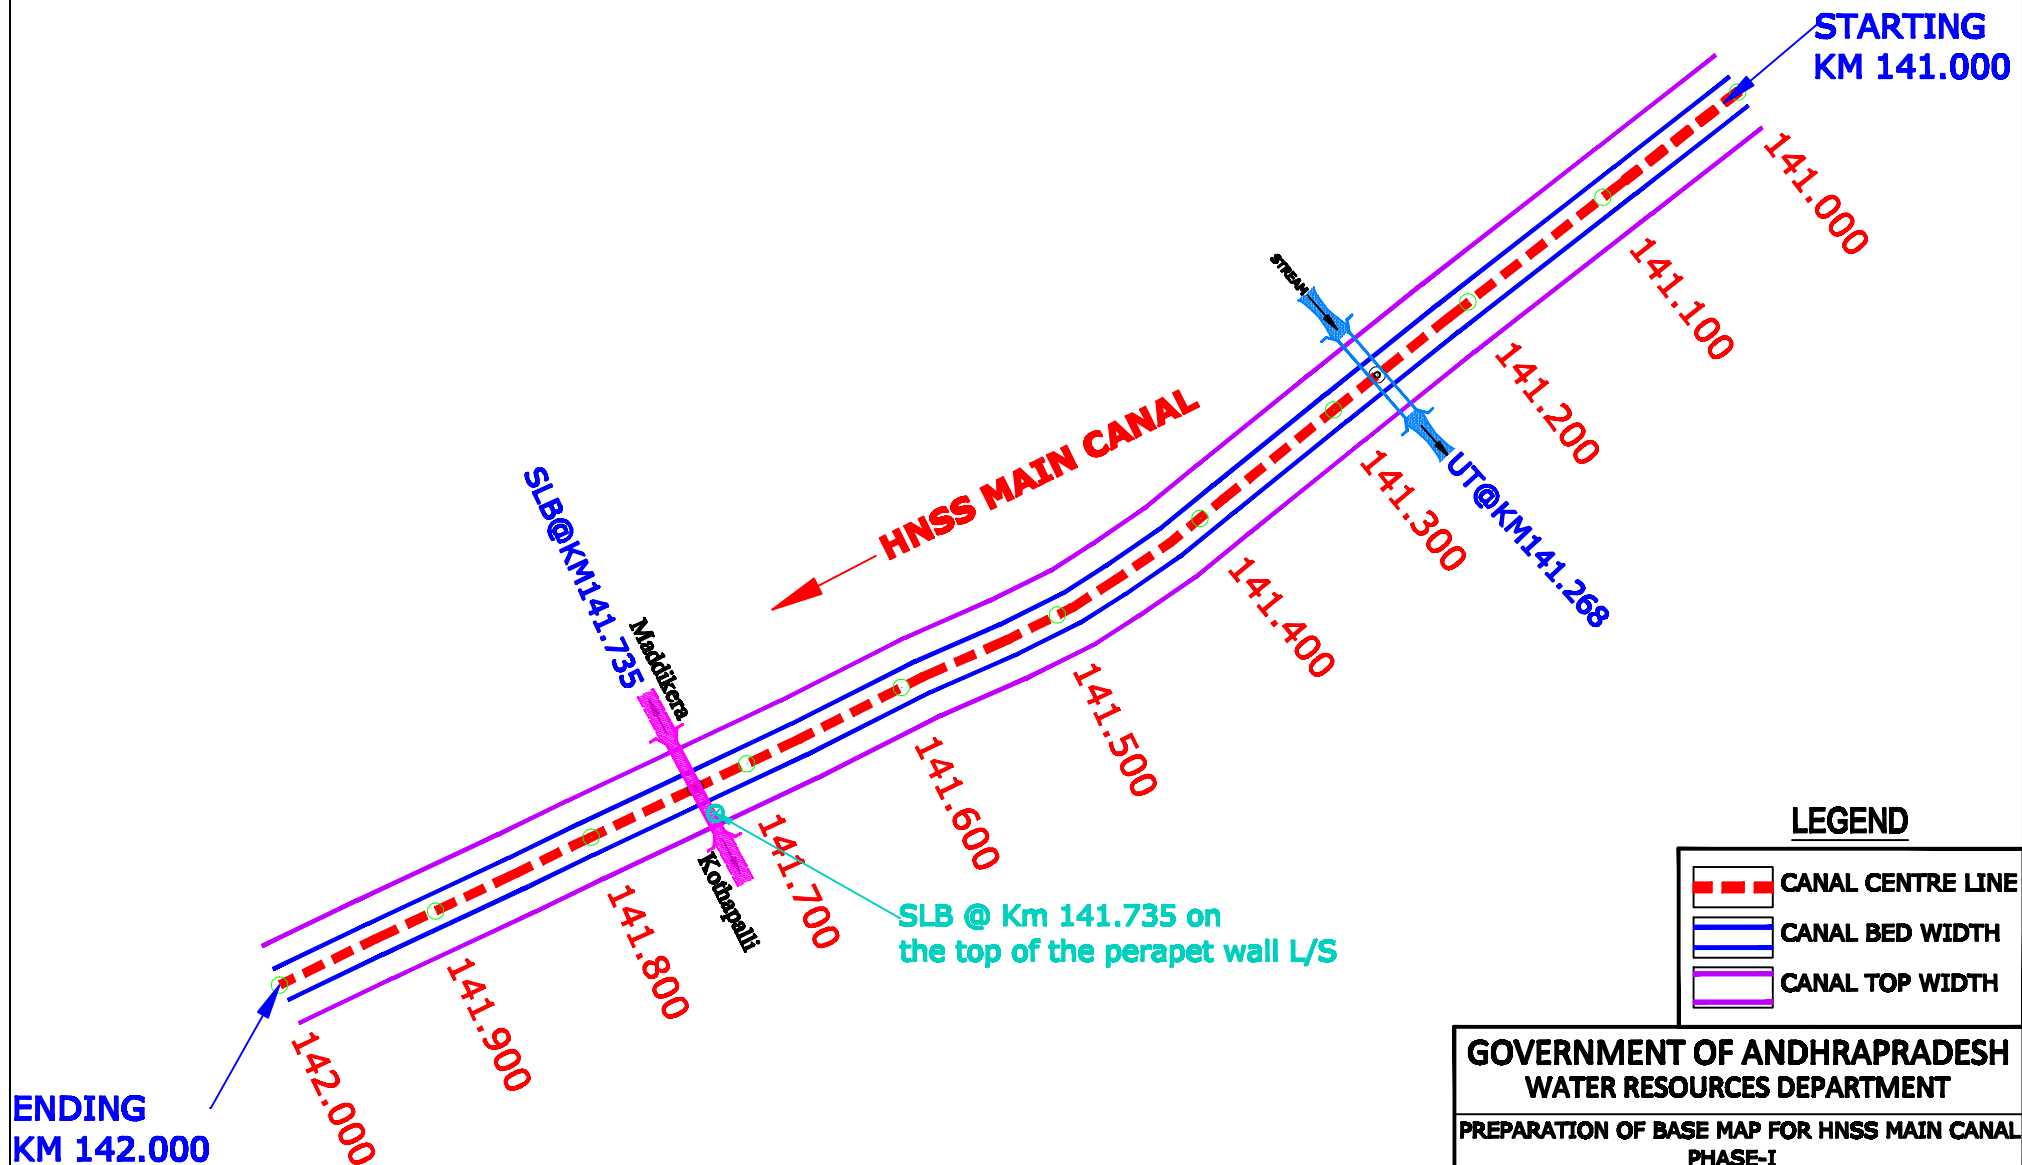 STARTING
KM 141.000
141.000
141.100
STREAM
141.200
UT@KM141.268
141.300
HNSS MAIN CANAL
141.400
SLB@KM141.735
Maddikera
141.500
141.600
141.700
Kothapalli
SLB @ Km 141.735 on
the top of the perapet wall L/S
141.800
141.900
142.000
ENDING
KM 142.000
LEGEND
CANAL CENTRE LINE
CANAL BED WIDTH
CANAL TOP WIDTH
GOVERNMENT OF ANDHRAPRADESH
WATER RESOURCES DEPARTMENT
PREPARATION OF BASE MAP FOR HNSS MAIN CANAL
PHASE-I